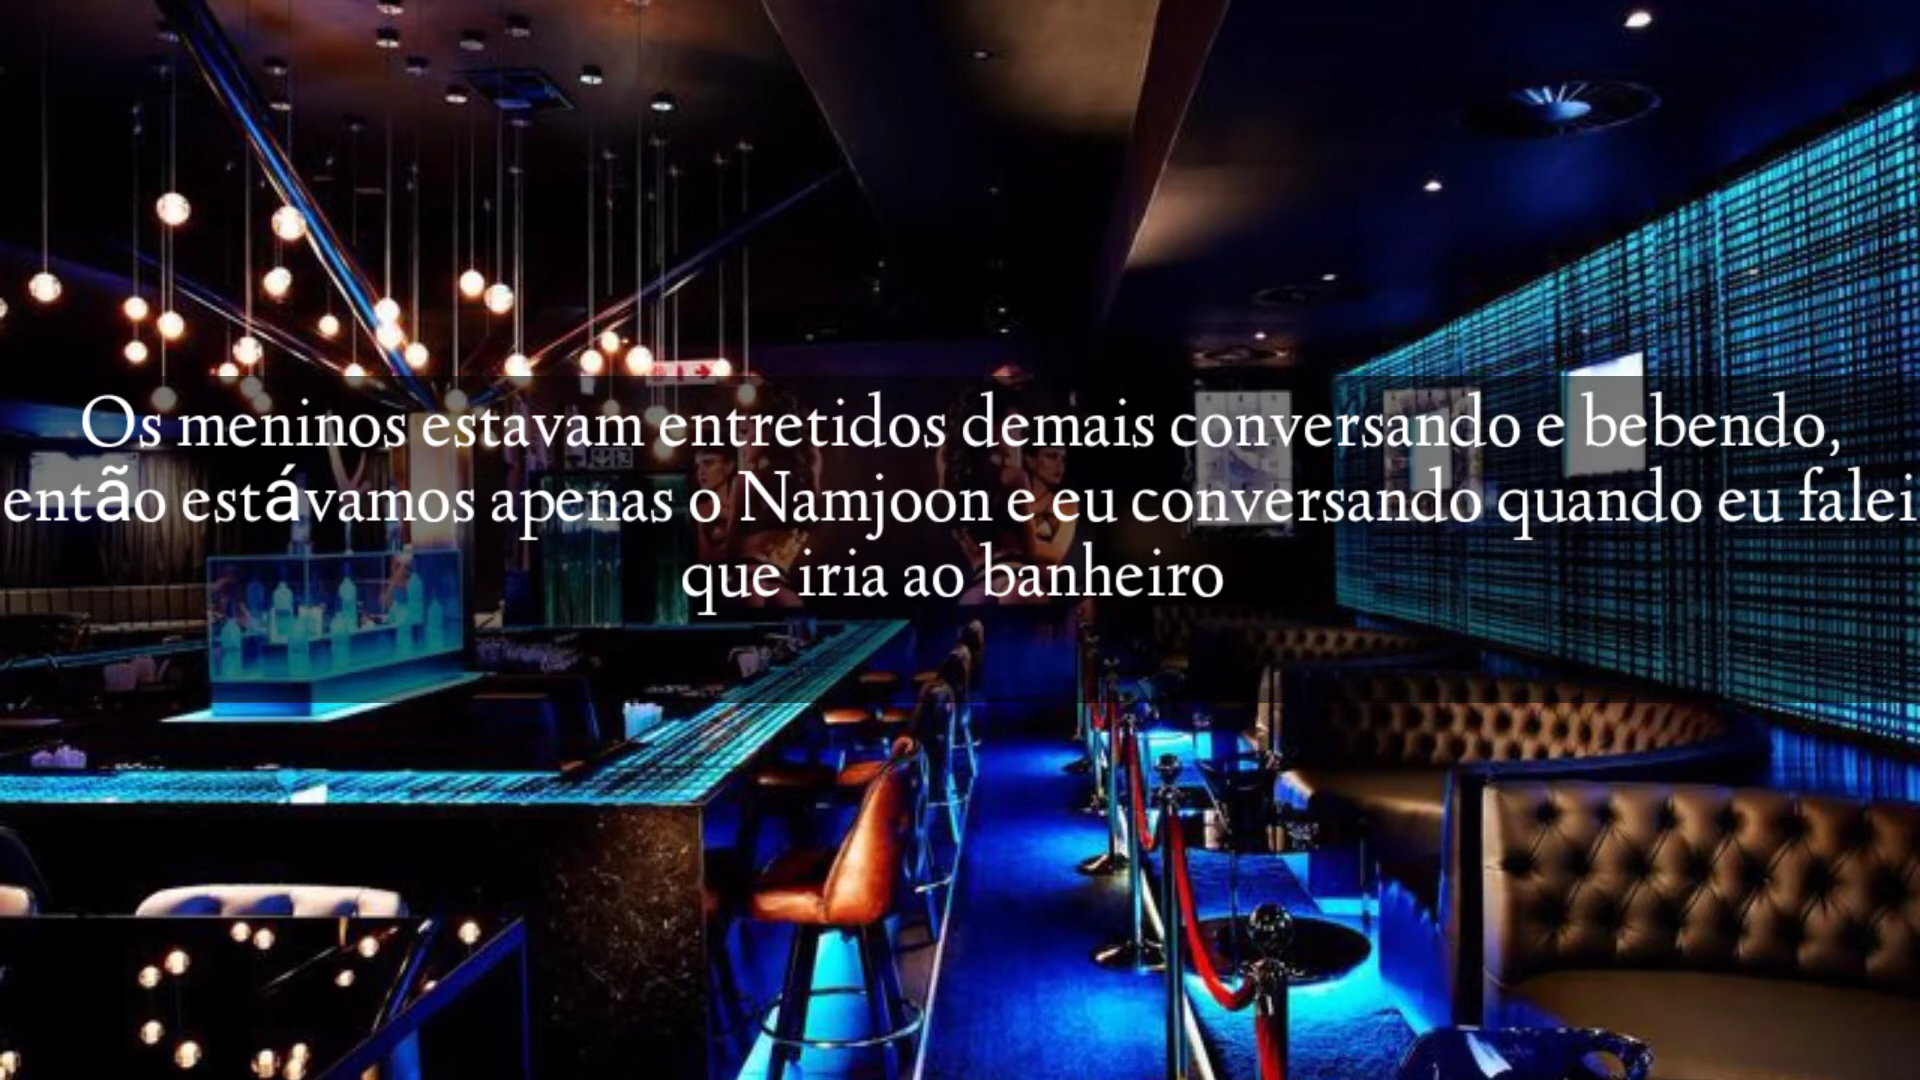 Os meninos estavam entretidos demais conversando e bebendo,
então estávamos apenas o Namjoon e eu conversando quando eu falei
que iria ao banheiro